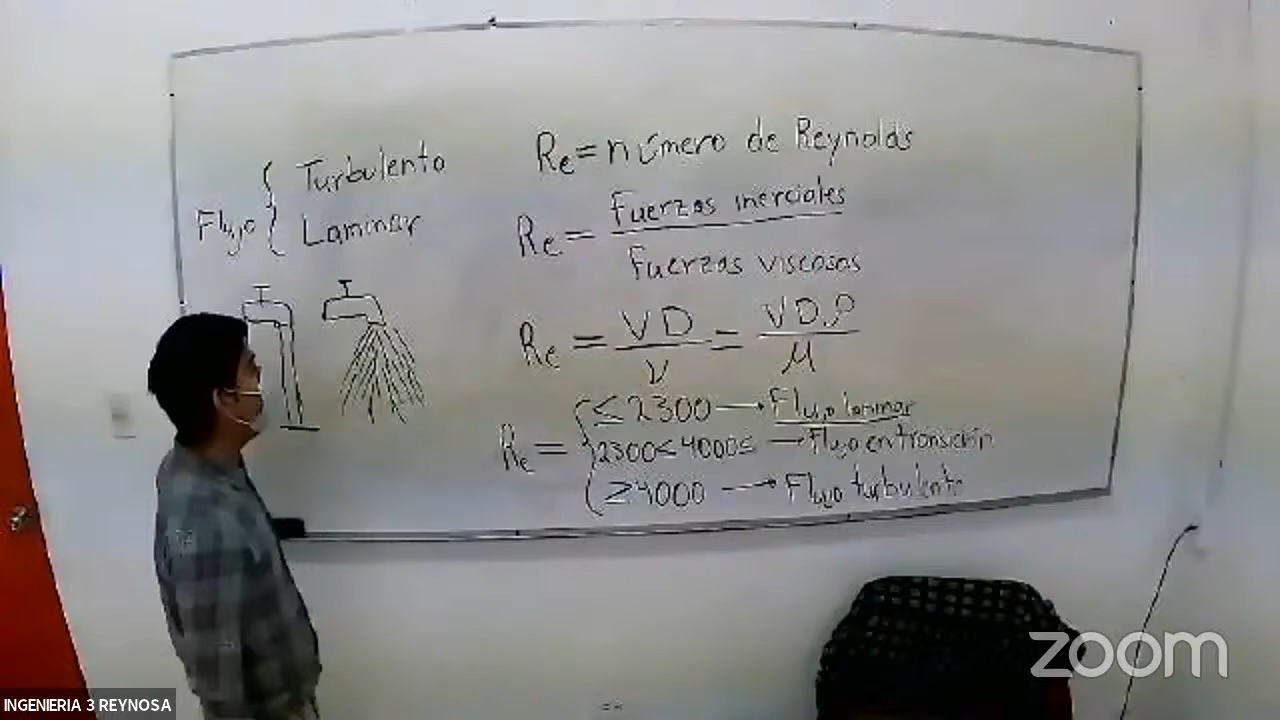 Flujo { Turbulento
Laminar
Re = número de Reynolds
Re = Fuerzas inerciales
Fuerzas viscosas
Re = VD / ν = VDρ / μ
Re = { ≤ 2300 → Flujo laminar
2300 < 4000 ≤ → Flujo en transición
≥ 4000 → Flujo turbulento
zoom
INGENIERIA 3 REYNOSA